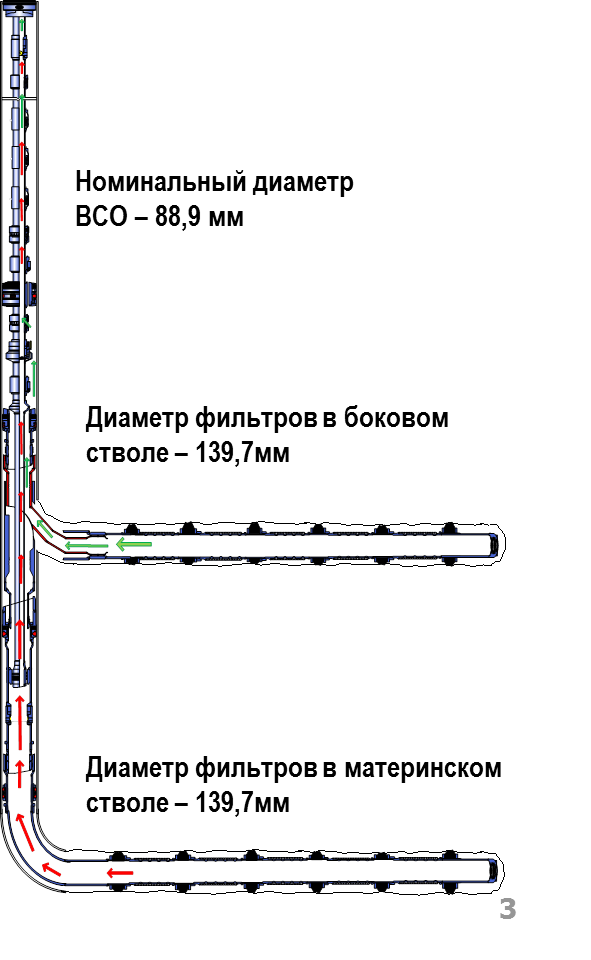 Номинальный диаметр
ВСО – 88,9 мм
Диаметр фильтров в боковом
стволе – 139,7мм
Диаметр фильтров в материнском
стволе – 139,7мм
3